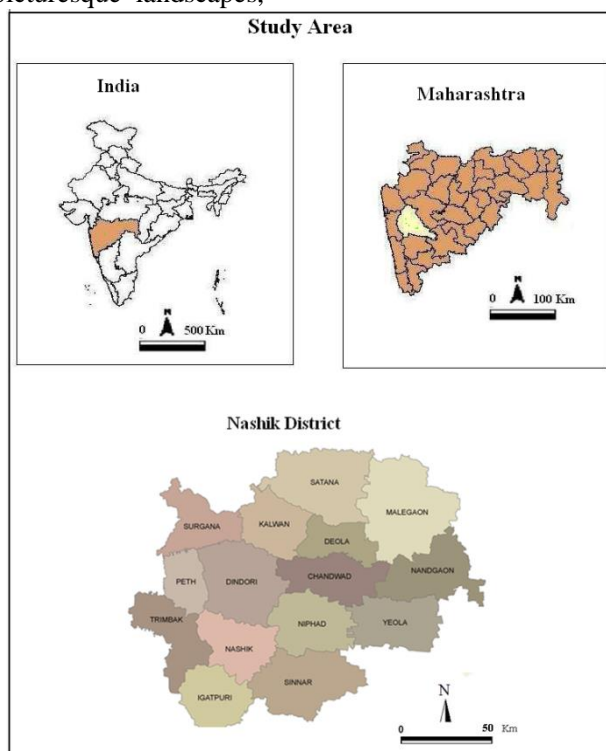 picturesque landscapes,
Study Area
India
N
0 500 Km
Maharashtra
N
0 100 Km
Nashik District
SATANA
MALEGAON
SURGANA
KALWAN
DEOLA
NANDGAON
PETH
DINDORI
CHANDWAD
TRIMBAK
NIPHAD
YEOLA
NASHIK
SINNAR
IGATPURI
N
0 50 Km